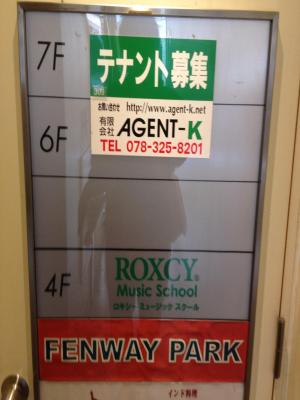 7F
テナント募集
お問い合わせ http://www.agent-k.net
有限会社 AGENT-K
TEL 078-325-8201
6F
4F
ROXCY®
Music School
ロキシー ミュージック スクール
FENWAY PARK
インド料理